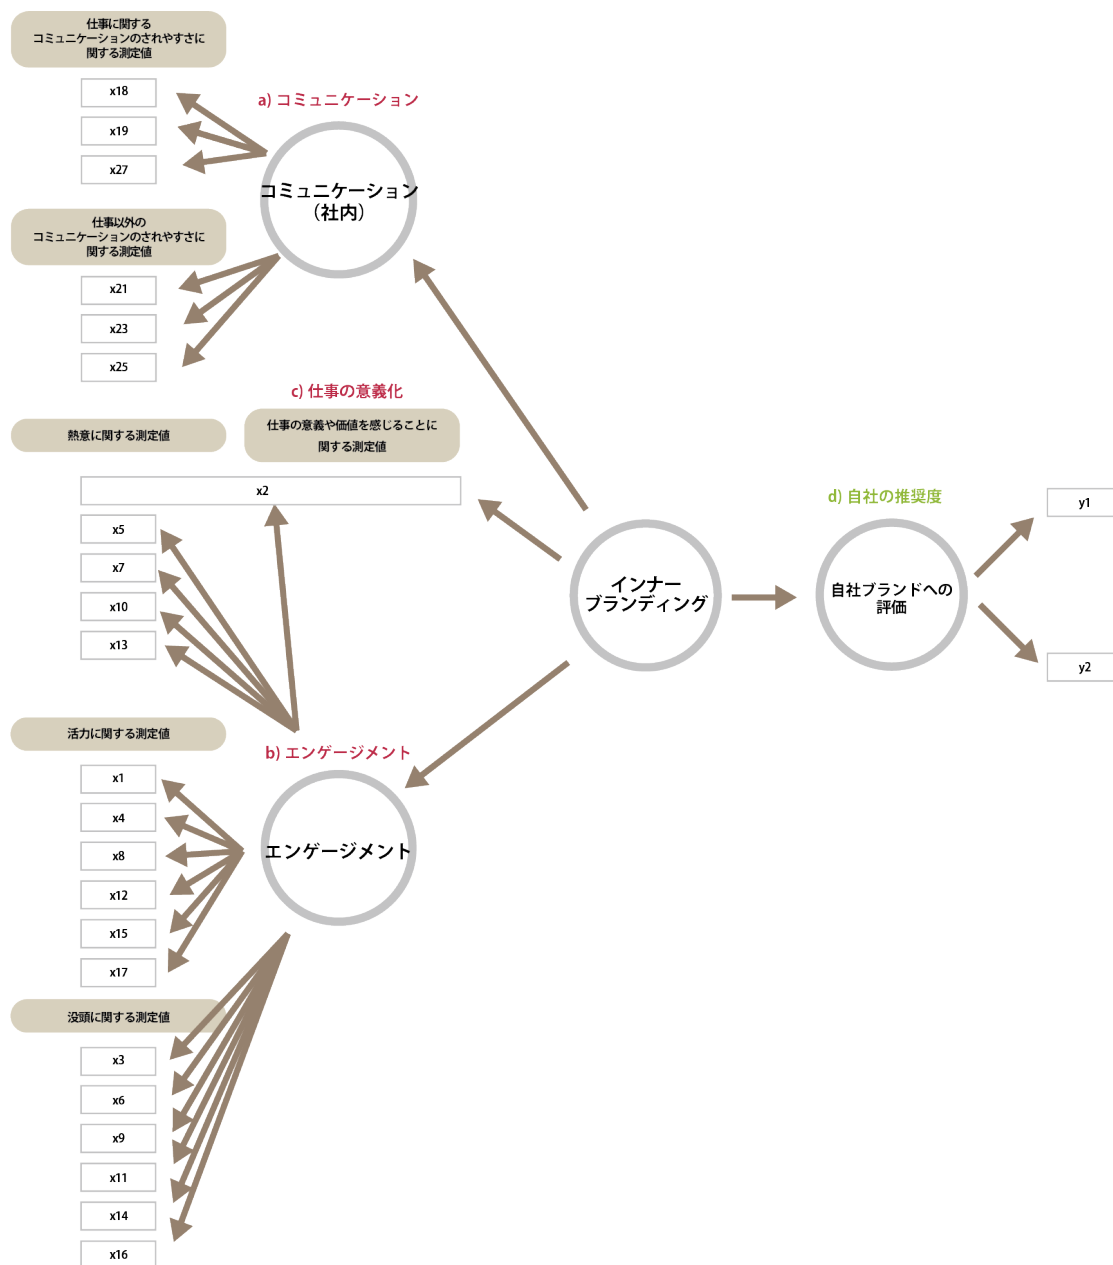 仕事に関する
コミュニケーションのされやすさに
関する測定値
x18
x19
x27
a) コミュニケーション
コミュニケーション
（社内）
仕事以外の
コミュニケーションのされやすさに
関する測定値
x21
x23
x25
c) 仕事の意義化
仕事の意義や価値を感じることに
関する測定値
熱意に関する測定値
x2
x5
x7
x10
x13
インナー
ブランディング
d) 自社の推奨度
自社ブランドへの
評価
y1
y2
活力に関する測定値
b) エンゲージメント
エンゲージメント
x1
x4
x8
x12
x15
x17
没頭に関する測定値
x3
x6
x9
x11
x14
x16